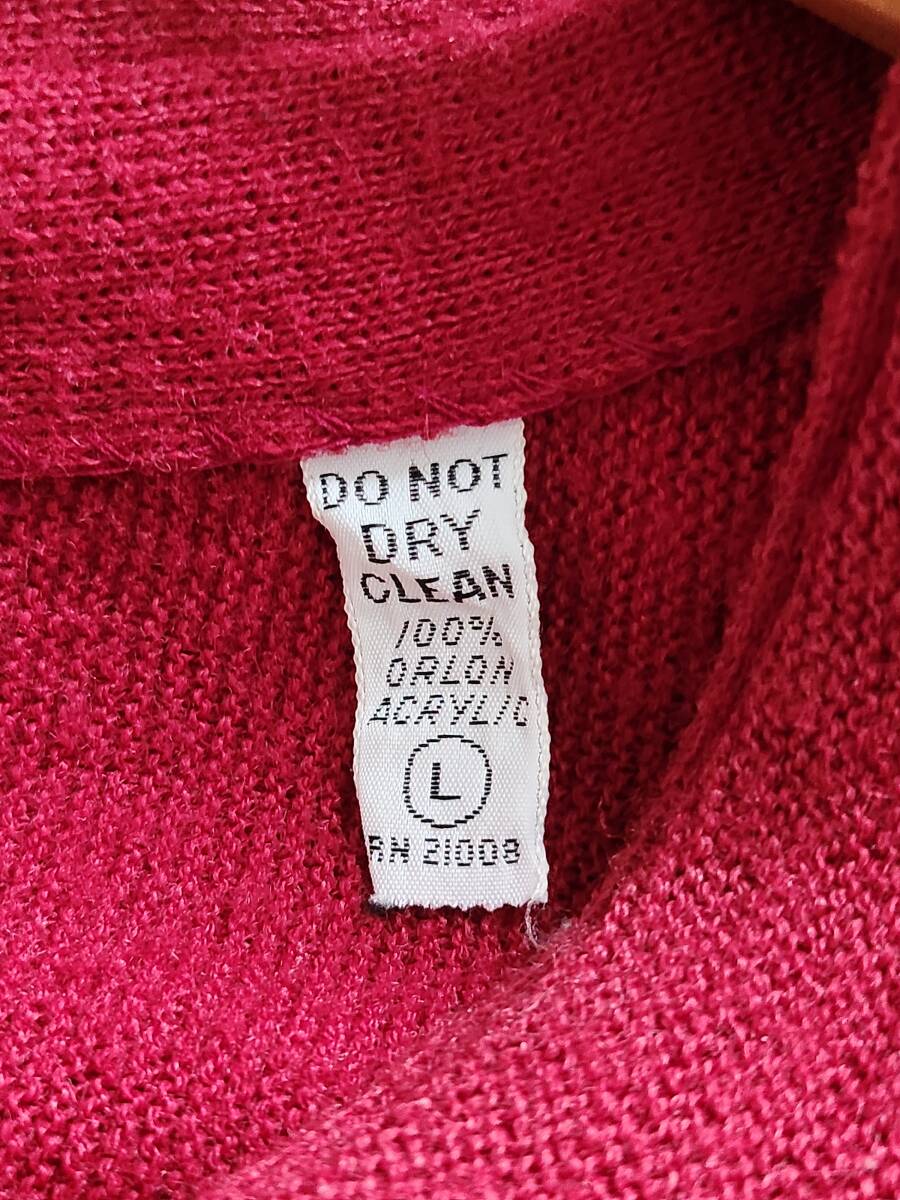 DO NOT
DRY
CLEAN
100%
ORLON
ACRYLIC
L
RN 21008